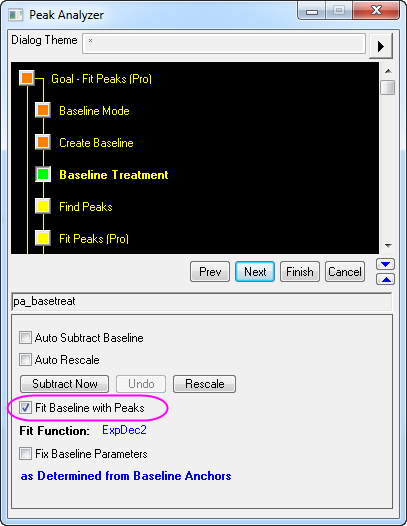 Peak Analyzer
Dialog Theme *
Goal - Fit Peaks (Pro)
Baseline Mode
Create Baseline
Baseline Treatment
Find Peaks
Fit Peaks (Pro)
Prev Next Finish Cancel
pa_basetreat
Auto Subtract Baseline
Auto Rescale
Subtract Now Undo Rescale
Fit Baseline with Peaks
Fit Function: ExpDec2
Fix Baseline Parameters
as Determined from Baseline Anchors